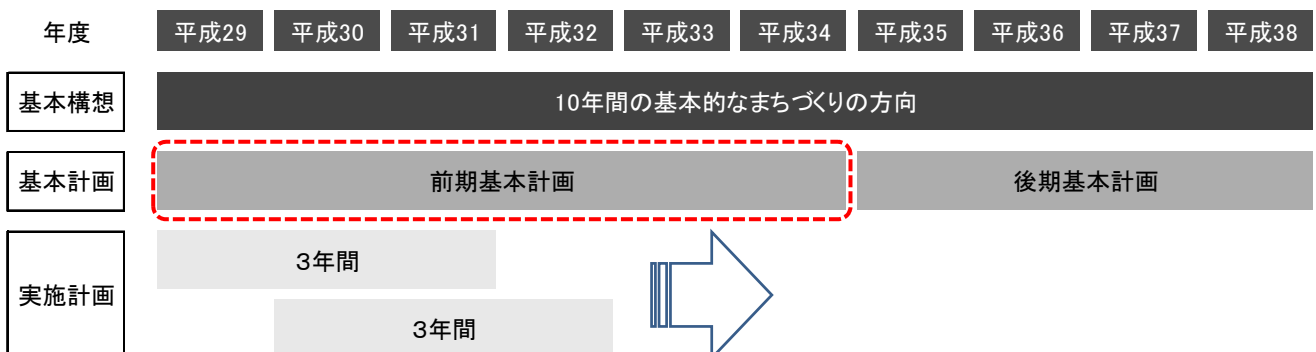 年度 平成29 平成30 平成31 平成32 平成33 平成34 平成35 平成36 平成37 平成38
基本構想 10年間の基本的なまちづくりの方向
基本計画 前期基本計画 後期基本計画
3年間
実施計画
3年間